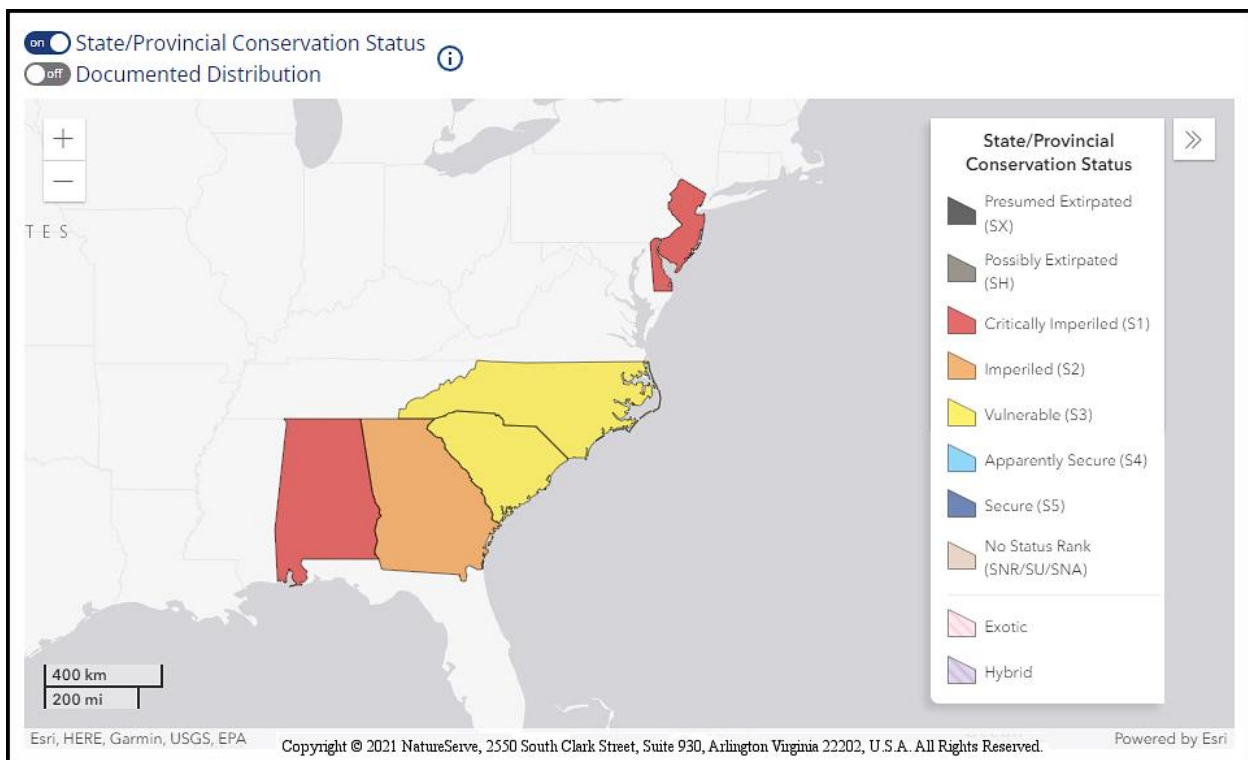 on State/Provincial Conservation Status
off Documented Distribution
+
−
TES
State/Provincial
Conservation Status
Presumed Extirpated
(SX)
Possibly Extirpated
(SH)
Critically Imperiled (S1)
Imperiled (S2)
Vulnerable (S3)
Apparently Secure (S4)
Secure (S5)
No Status Rank
(SNR/SU/SNA)
Exotic
Hybrid
400 km
200 mi
Esri, HERE, Garmin, USGS, EPA
Copyright © 2021 NatureServe, 2550 South Clark Street, Suite 930, Arlington Virginia 22202, U.S.A. All Rights Reserved.
Powered by Esri